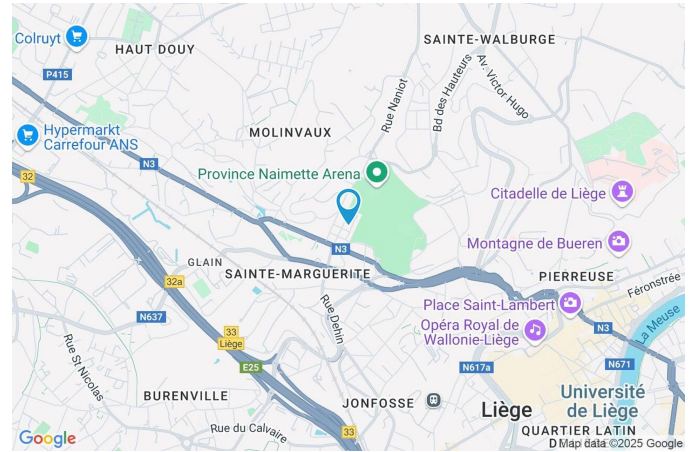 Colruyt
HAUT DOUY
SAINTE-WALBURGE
P415
Av. Victor Hugo
Bd des Hauteurs
Rue Naniot
MOLINVAUX
Hypermarkt
Carrefour ANS
N3
Province Naimette Arena
32
Citadelle de Liège
N3
Montagne de Bueren
GLAIN
SAINTE-MARGUERITE
PIERREUSE
32a
Féronstrée
Place Saint-Lambert
N637
Rue Dehin
Opéra Royal de
Wallonie-Liège
N3
La Meuse
33
Liège
Rue St Nicolas
E25
N617a
N671
BURENVILLE
JONFOSSE
Université
de Liège
Liège
Rue du Calvaire
33
QUARTIER LATIN
Google
Map data ©2025 Google